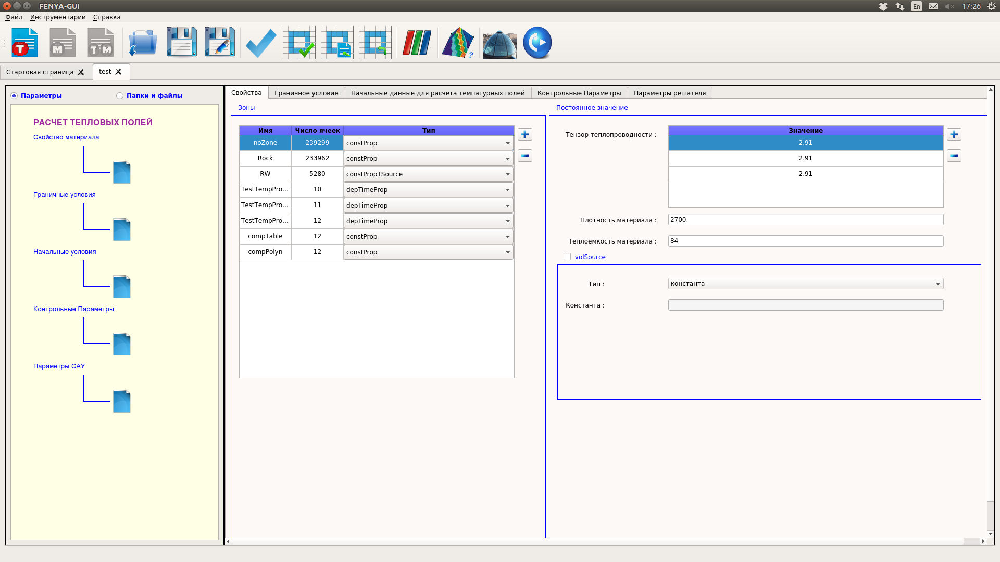 FENYA-GUI
En
17:26
Файл Инструментарии Справка
T M T M ?
Стартовая страница test
Параметры Папки и файлы
РАСЧЕТ ТЕПЛОВЫХ ПОЛЕЙ
Свойство материала
Граничные условия
Начальные условия
Контрольные Параметры
Параметры САУ
Свойства Граничное условие Начальные данные для расчета темпатурных полей Контрольные Параметры Параметры решателя
Зоны
Имя Число ячеек Тип
noZone 239299 constProp
Rock 233962 constProp
RW 5280 constPropTSource
TestTempPro... 10 depTimeProp
TestTempPro... 11 depTimeProp
TestTempPro... 12 depTimeProp
compTable 12 constProp
compPolyn 12 constProp
Постоянное значение
Тензор теплопроводности :
Значение
2.91
2.91
2.91
Плотность материала : 2700.
Теплоемкость материала : 84
volSource
Тип : константа
Константа :